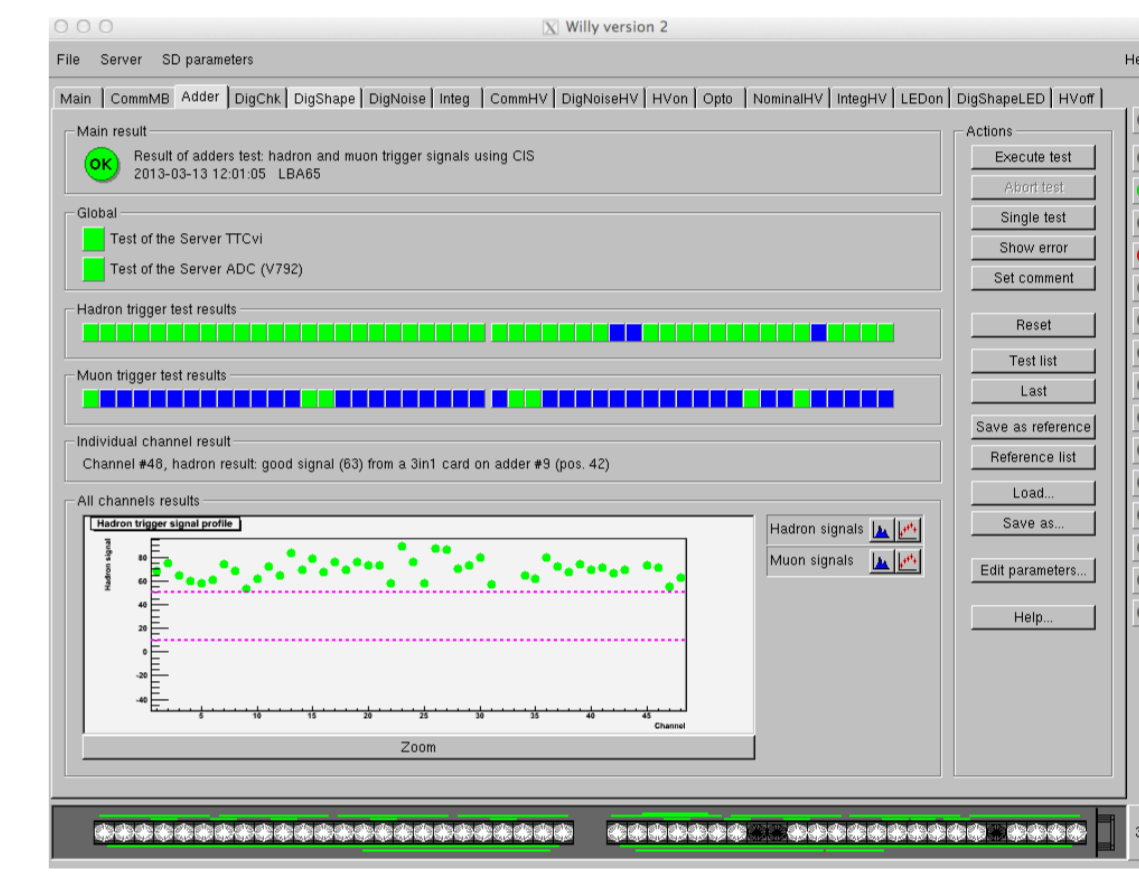 Willy version 2
File Server SD parameters
Main CommMB Adder DigChk DigShape DigNoise Integ CommHV DigNoiseHV HVon Opto NominalHV IntegHV LEDon DigShapeLED HVoff
Main result
OK
Result of adders test: hadron and muon trigger signals using CIS
2013-03-13 12:01:05 LBA65
Global
Test of the Server TTCvi
Test of the Server ADC (V792)
Hadron trigger test results
Muon trigger test results
Individual channel result
Channel #48, hadron result: good signal (63) from a 3in1 card on adder #9 (pos. 42)
All channels results
Hadron trigger signal profile
Hadron signal
80
60
40
20
0
-20
-40
5 10 15 20 25 30 35 40 45
Channel
Zoom
Hadron signals
Muon signals
Actions
Execute test
Abort test
Single test
Show error
Set comment
Reset
Test list
Last
Save as reference
Reference list
Load...
Save as...
Edit parameters...
Help...